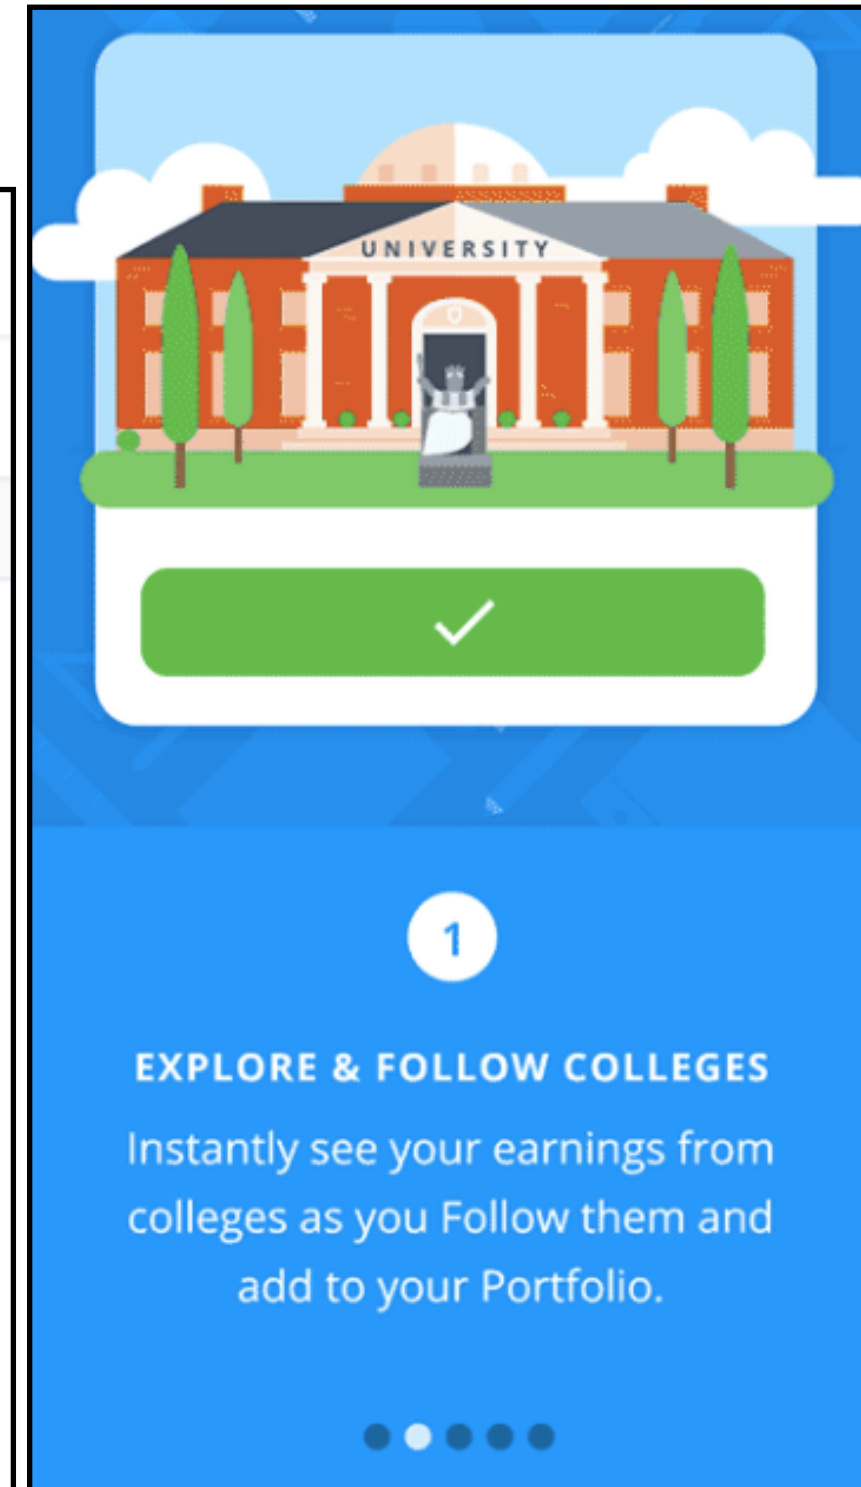 UNIVERSITY
1
EXPLORE & FOLLOW COLLEGES
Instantly see your earnings from
colleges as you Follow them and
add to your Portfolio.